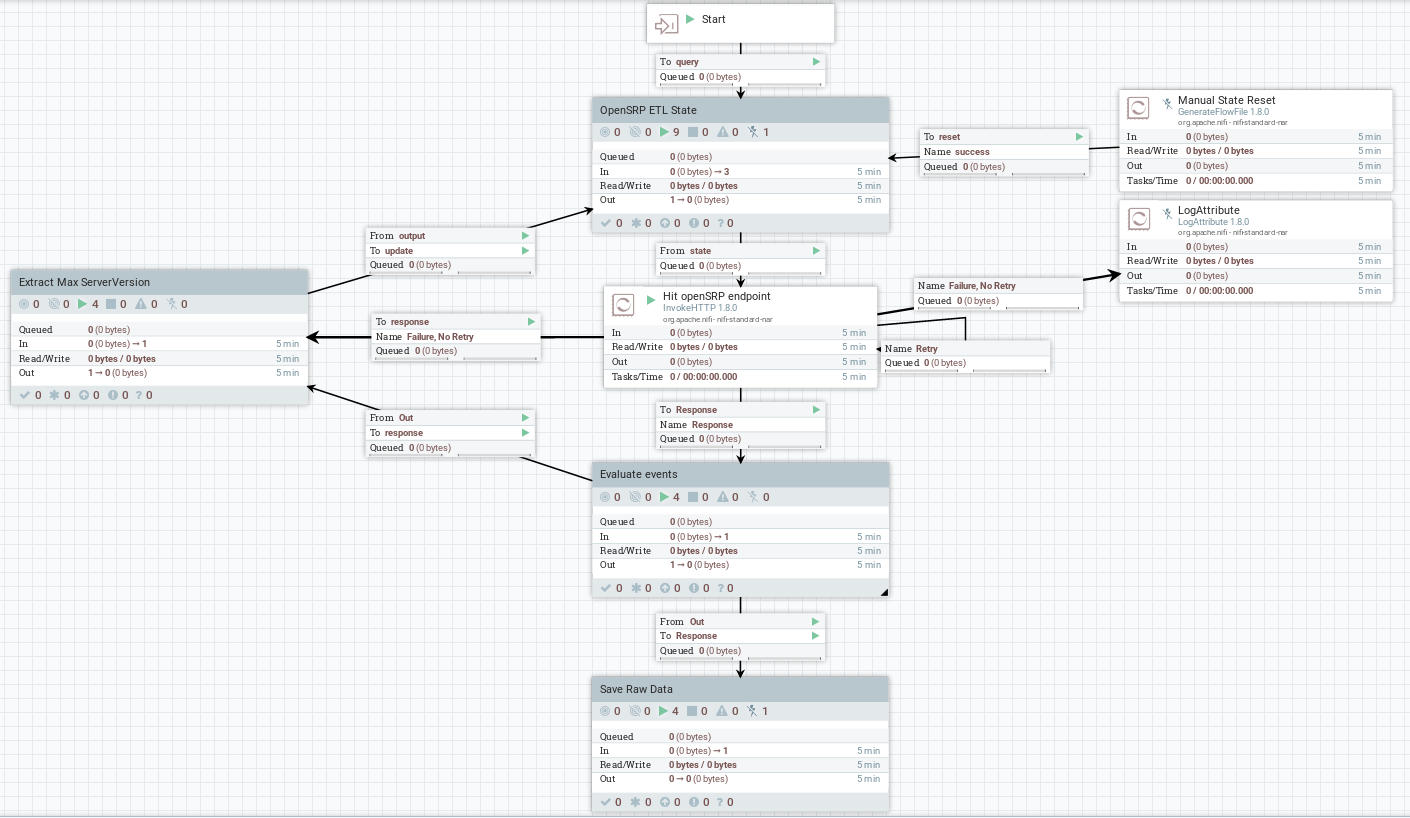 Start
To query
Queued 0 (0 bytes)
OpenSRP ETL State
0 0 9 0 0 1
Queued 0 (0 bytes)
In 0 (0 bytes) → 3 5 min
Read/Write 0 bytes / 0 bytes 5 min
Out 1 → 0 (0 bytes) 5 min
0 0 0 0 ? 0
To reset
Name success
Queued 0 (0 bytes)
Manual State Reset
GenerateFlowFile 1.8.0
org.apache.nifi - nifi-standard-nar
In 0 (0 bytes) 5 min
Read/Write 0 bytes / 0 bytes 5 min
Out 0 (0 bytes) 5 min
Tasks/Time 0 / 00:00:00.000 5 min
LogAttribute
LogAttribute 1.8.0
org.apache.nifi - nifi-standard-nar
In 0 (0 bytes) 5 min
Read/Write 0 bytes / 0 bytes 5 min
Out 0 (0 bytes) 5 min
Tasks/Time 0 / 00:00:00.000 5 min
From output
To update
Queued 0 (0 bytes)
From state
Queued 0 (0 bytes)
Extract Max ServerVersion
0 0 4 0 0 0
Queued 0 (0 bytes)
In 0 (0 bytes) → 1 5 min
Read/Write 0 bytes / 0 bytes 5 min
Out 1 → 0 (0 bytes) 5 min
0 0 0 0 ? 0
To response
Name Failure, No Retry
Queued 0 (0 bytes)
Hit openSRP endpoint
InvokeHTTP 1.8.0
org.apache.nifi - nifi-standard-nar
In 0 (0 bytes) 5 min
Read/Write 0 bytes / 0 bytes 5 min
Out 0 (0 bytes) 5 min
Tasks/Time 0 / 00:00:00.000 5 min
Name Failure, No Retry
Queued 0 (0 bytes)
Name Retry
Queued 0 (0 bytes)
From Out
To response
Queued 0 (0 bytes)
To Response
Name Response
Queued 0 (0 bytes)
Evaluate events
0 0 4 0 0 0
Queued 0 (0 bytes)
In 0 (0 bytes) → 1 5 min
Read/Write 0 bytes / 0 bytes 5 min
Out 1 → 0 (0 bytes) 5 min
0 0 0 0 ? 0
From Out
To Response
Queued 0 (0 bytes)
Save Raw Data
0 0 4 0 0 1
Queued 0 (0 bytes)
In 0 (0 bytes) → 1 5 min
Read/Write 0 bytes / 0 bytes 5 min
Out 0 → 0 (0 bytes) 5 min
0 0 0 0 ? 0